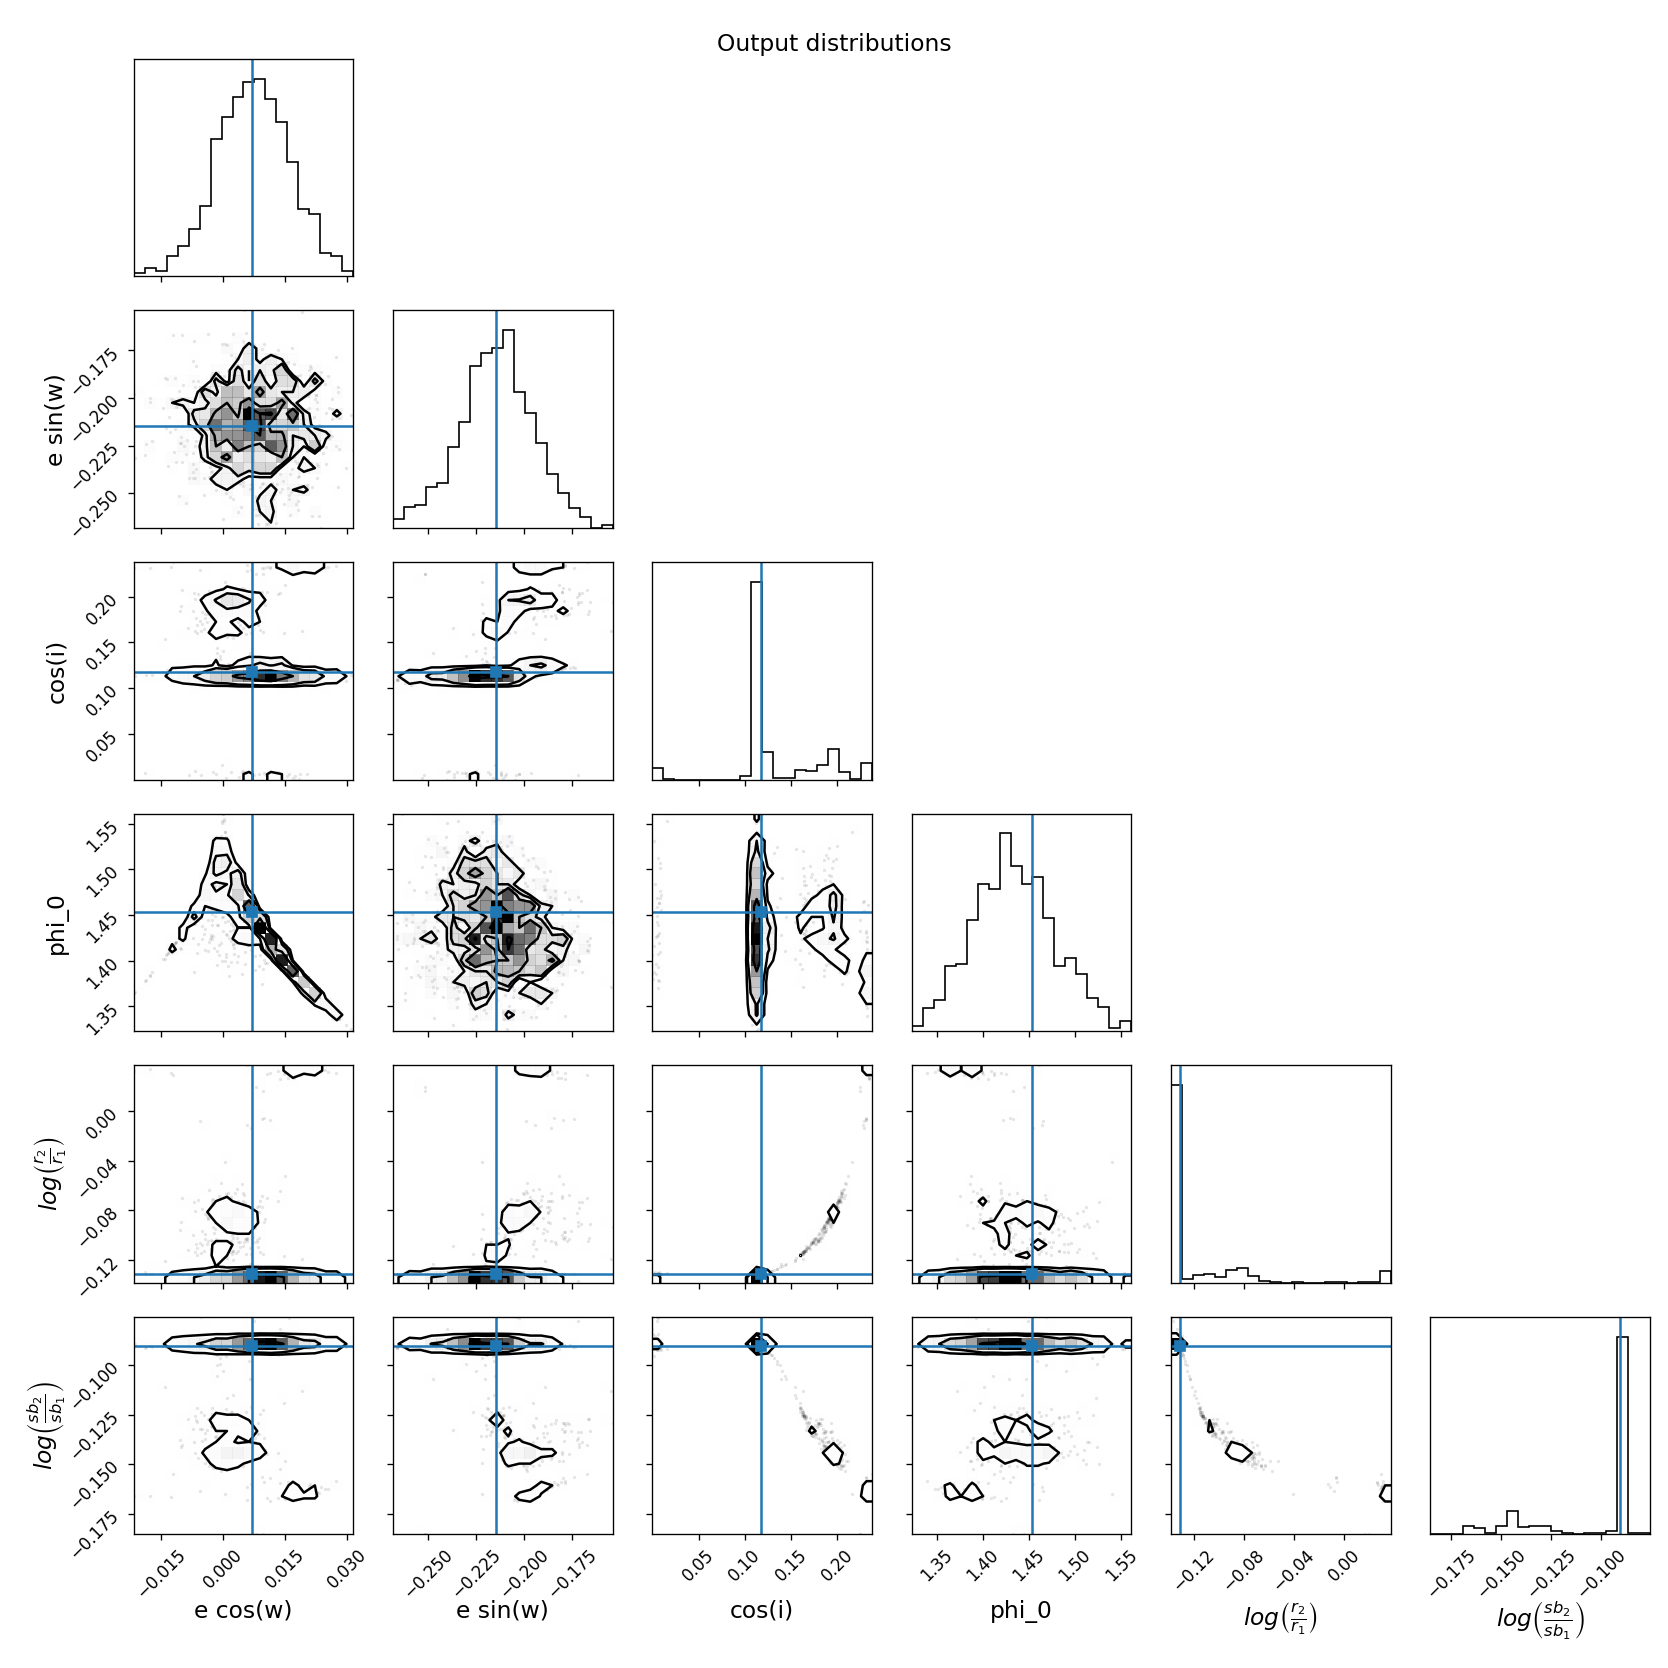 Output distributions
e sin(w)
−0.175
−0.200
−0.225
−0.250
cos(i)
0.20
0.15
0.10
0.05
phi_0
1.55
1.50
1.45
1.40
1.35
log(r₂/r₁)
0.00
−0.04
−0.08
−0.12
log(sb₂/sb₁)
−0.100
−0.125
−0.150
−0.175
−0.015 0.000 0.015 0.030
−0.250 −0.225 −0.200 −0.175
0.05 0.10 0.15 0.20
1.35 1.40 1.45 1.50 1.55
−0.12 −0.08 −0.04 0.00
−0.175 −0.150 −0.125 −0.100
e cos(w)
e sin(w)
cos(i)
phi_0
log(r₂/r₁)
log(sb₂/sb₁)